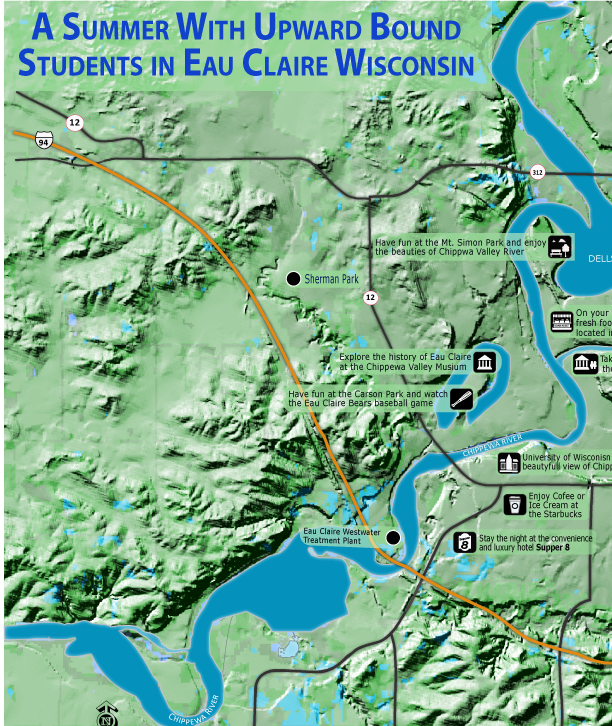 A SUMMER WITH UPWARD BOUND
STUDENTS IN EAU CLAIRE WISCONSIN
12
94
312
Have fun at the Mt. Simon Park and enjoy
the beauties of Chippwa Valley River
DELLS
Sherman Park
12
On your
fresh foo
located i
Explore the history of Eau Claire
at the Chippewa Valley Musium
Tak
the
Have fun at the Carson Park and watch
the Eau Claire Bears baseball game
CHIPPEWA RIVER
University of Wisconisn
beautyfull view of Chipp
Enjoy Cofee or
Ice Cream at
the Starbucks
Eau Claire Westwater
Treatment Plant
8
Stay the night at the convenience
and luxury hotel Supper 8
CHIPPEWA RIVER
N